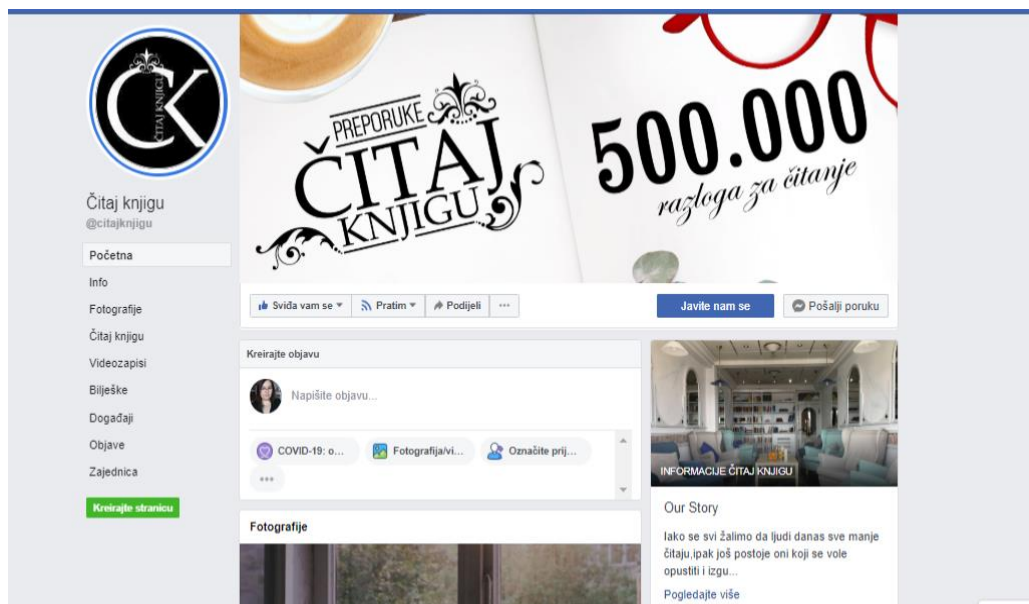 ČK
ČITAJ KNJIGU
Čitaj knjigu
@citajknjigu
Početna
Info
Fotografije
Čitaj knjigu
Videozapisi
Bilješke
Događaji
Objave
Zajednica
Kreirajte stranicu
PREPORUKE
ČITAJ
KNJIGU
500.000
razloga za čitanje
Sviđa vam se
Pratim
Podijeli
Javite nam se
Pošalji poruku
Kreirajte objavu
Napišite objavu...
COVID-19: o...
Fotografija/vi...
Označite prij...
Fotografije
INFORMACIJE ČITAJ KNJIGU
Our Story
Iako se svi žalimo da ljudi danas sve manje
čitaju,ipak još postoje oni koji se vole
opustiti i izgu...
Pogledajte više